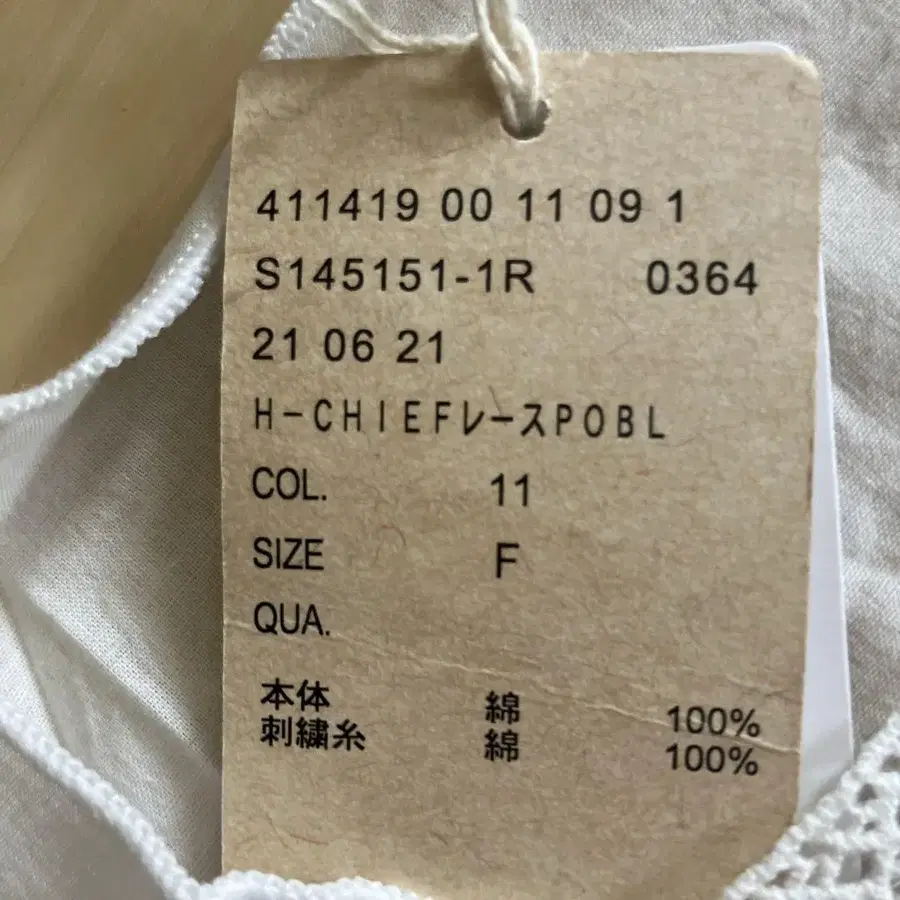 411419 00 11 09 1
S145151-1R 0364
21 06 21
H-CHIEFレースPOBL
COL. 11
SIZE F
QUA.
本体 綿 100%
刺繍糸 綿 100%